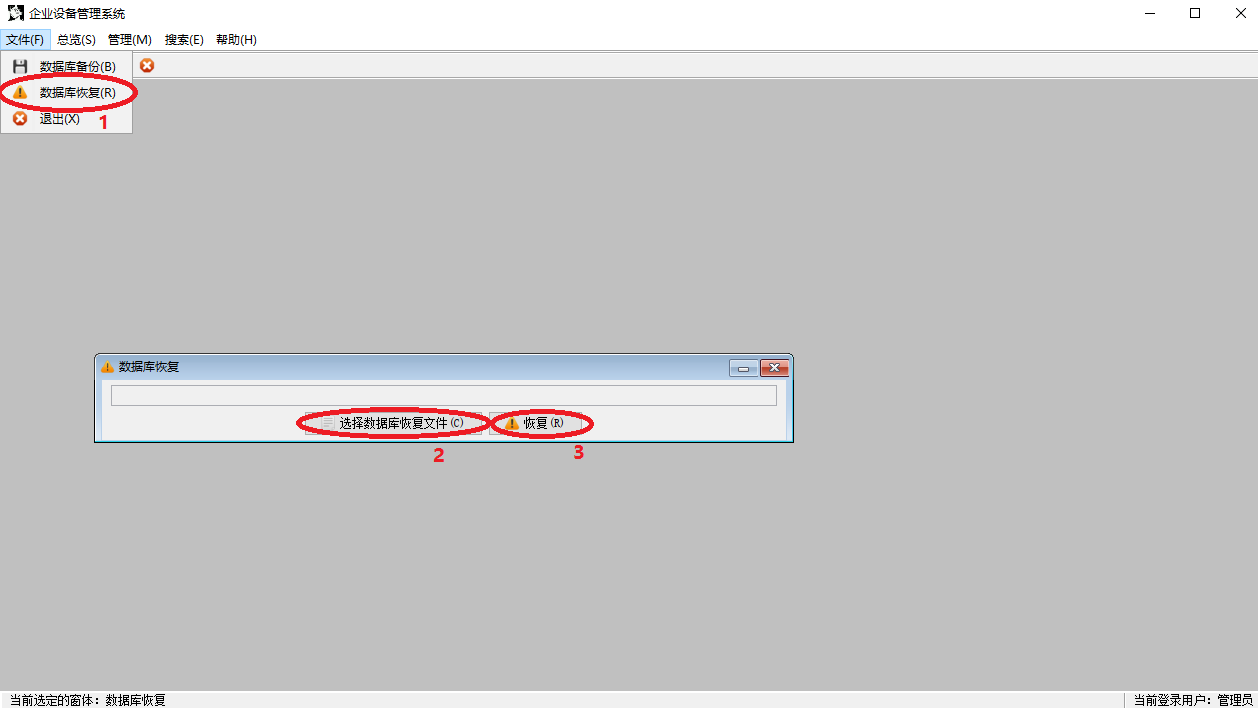 企业设备管理系统
文件(F) 总览(S) 管理(M) 搜索(E) 帮助(H)
数据库备份(B)
数据库恢复(R)
退出(X) 1
数据库恢复
选择数据库恢复文件(C) 恢复(R)
2 3
当前选定的窗体：数据库恢复 当前登录用户：管理员